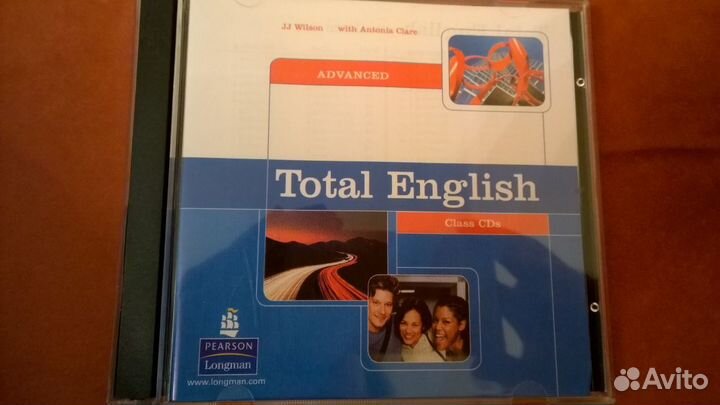 JJ Wilson with Antonia Clare
ADVANCED
Total English
Class CDs
PEARSON
Longman
www.longman.com
Avito